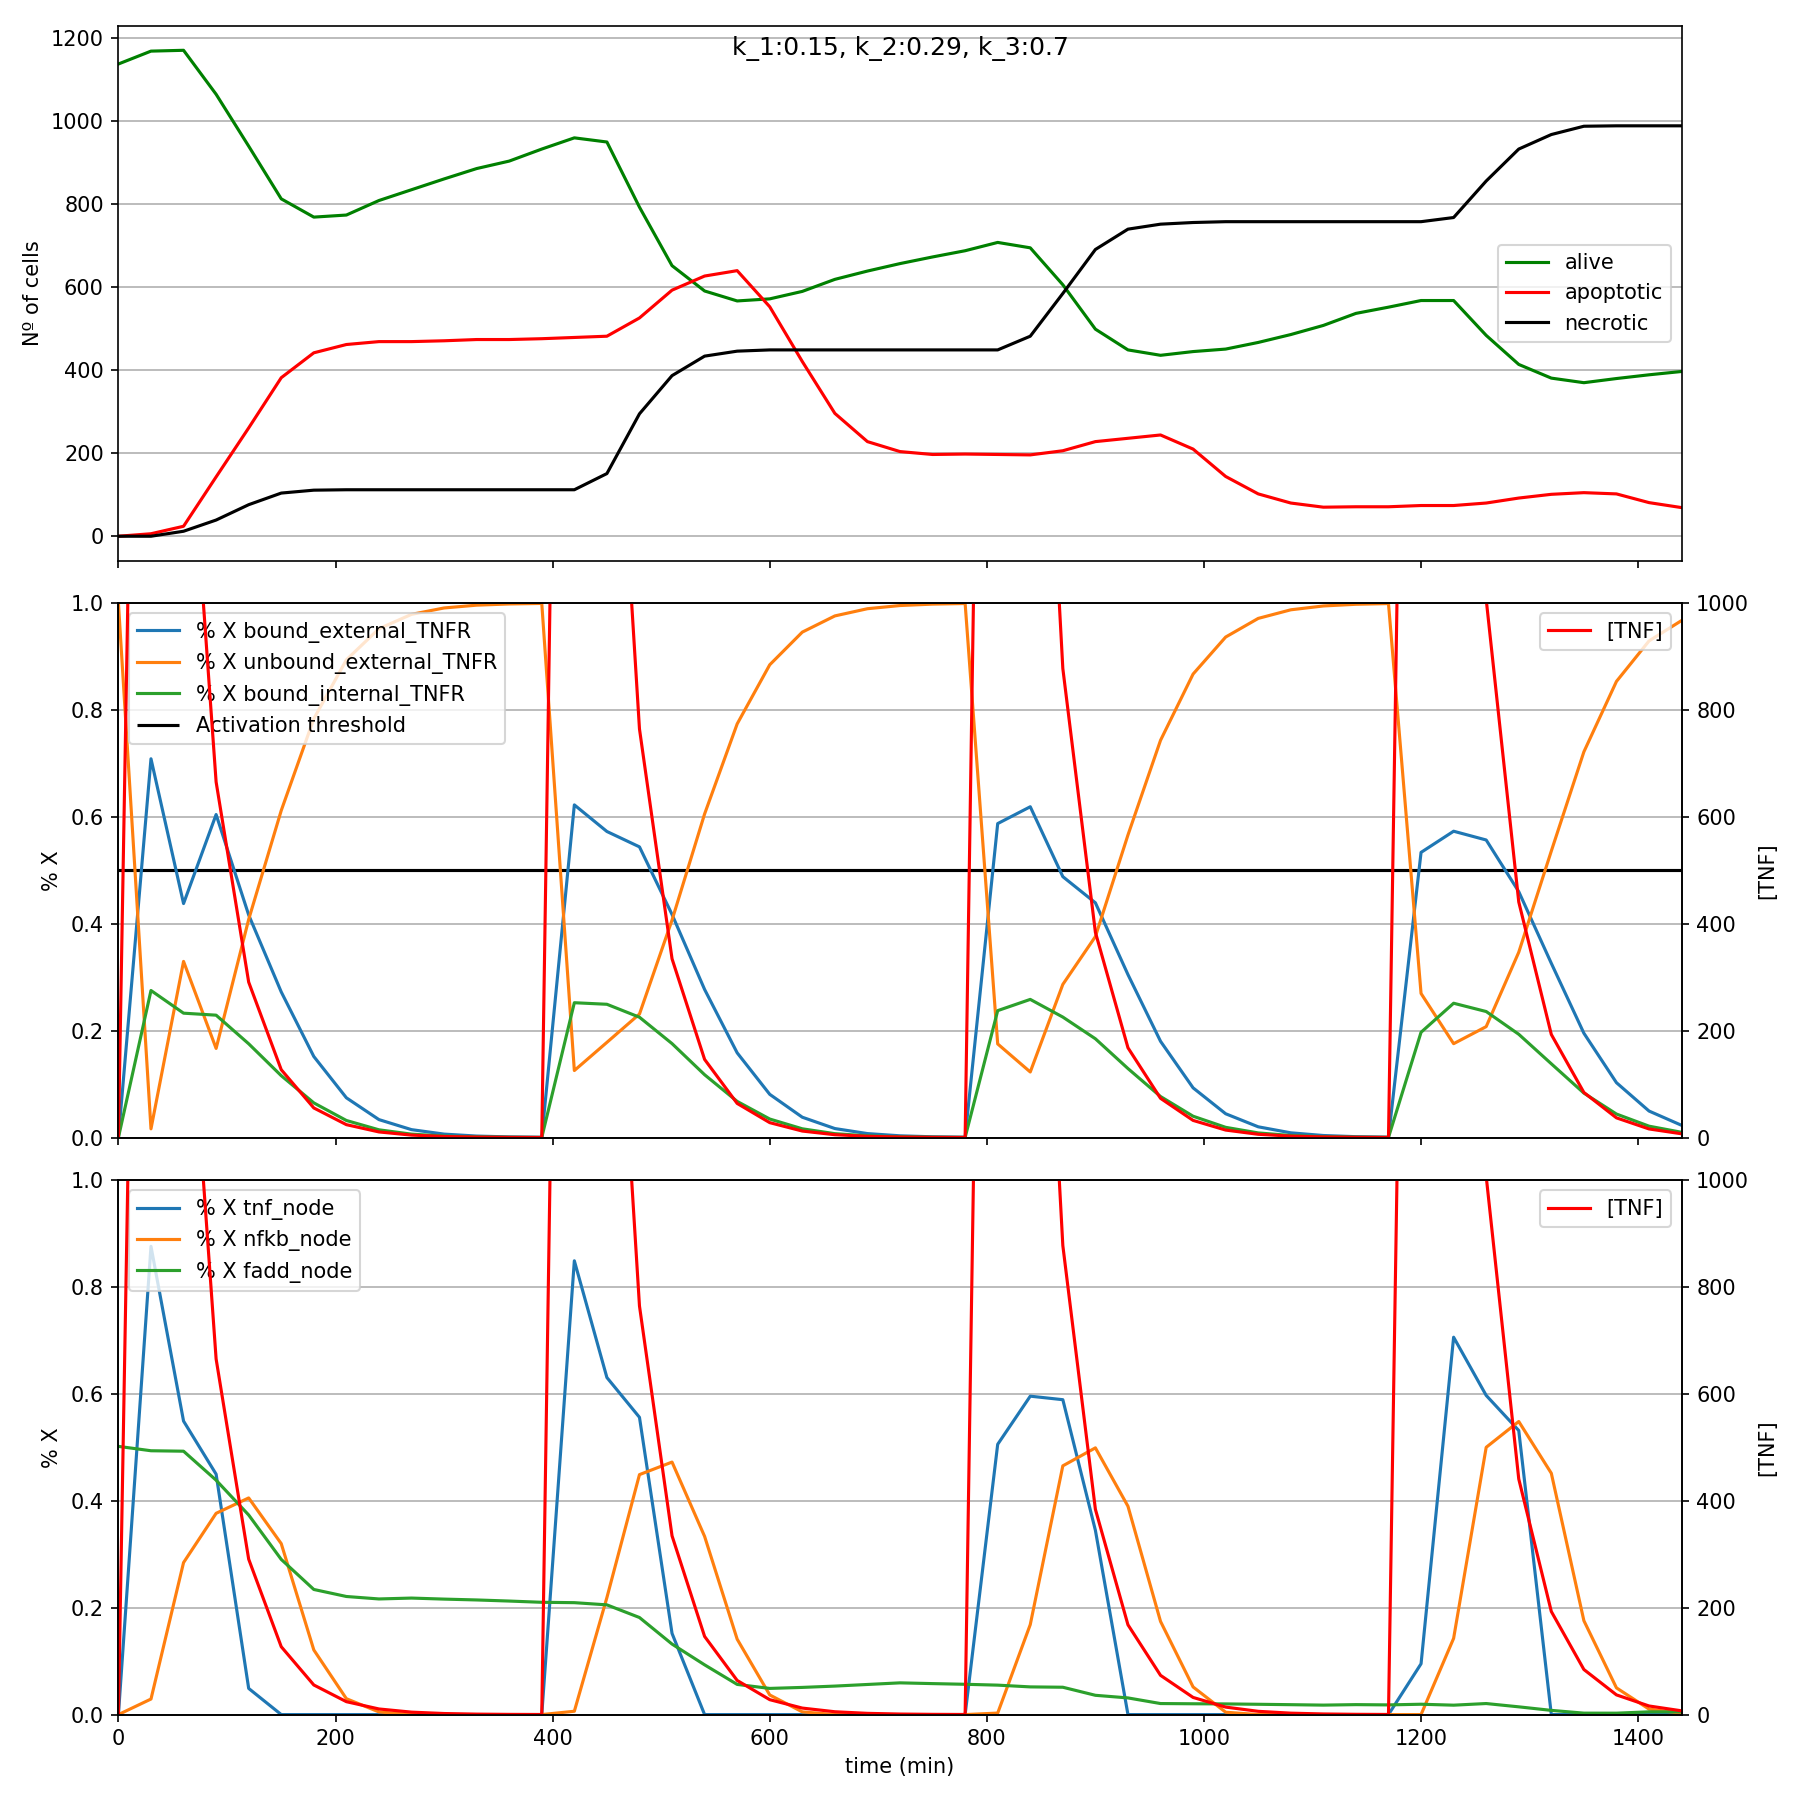 k_1:0.15, k_2:0.29, k_3:0.7
1200
1000
800
600
400
200
0
Nº of cells
alive
apoptotic
necrotic
1.0
0.8
0.6
0.4
0.2
0.0
% X
% X bound_external_TNFR
% X unbound_external_TNFR
% X bound_internal_TNFR
Activation threshold
[TNF]
1000
800
600
400
200
0
[TNF]
1.0
0.8
0.6
0.4
0.2
0.0
% X
% X tnf_node
% X nfkb_node
% X fadd_node
[TNF]
1000
800
600
400
200
0
[TNF]
0 200 400 600 800 1000 1200 1400
time (min)